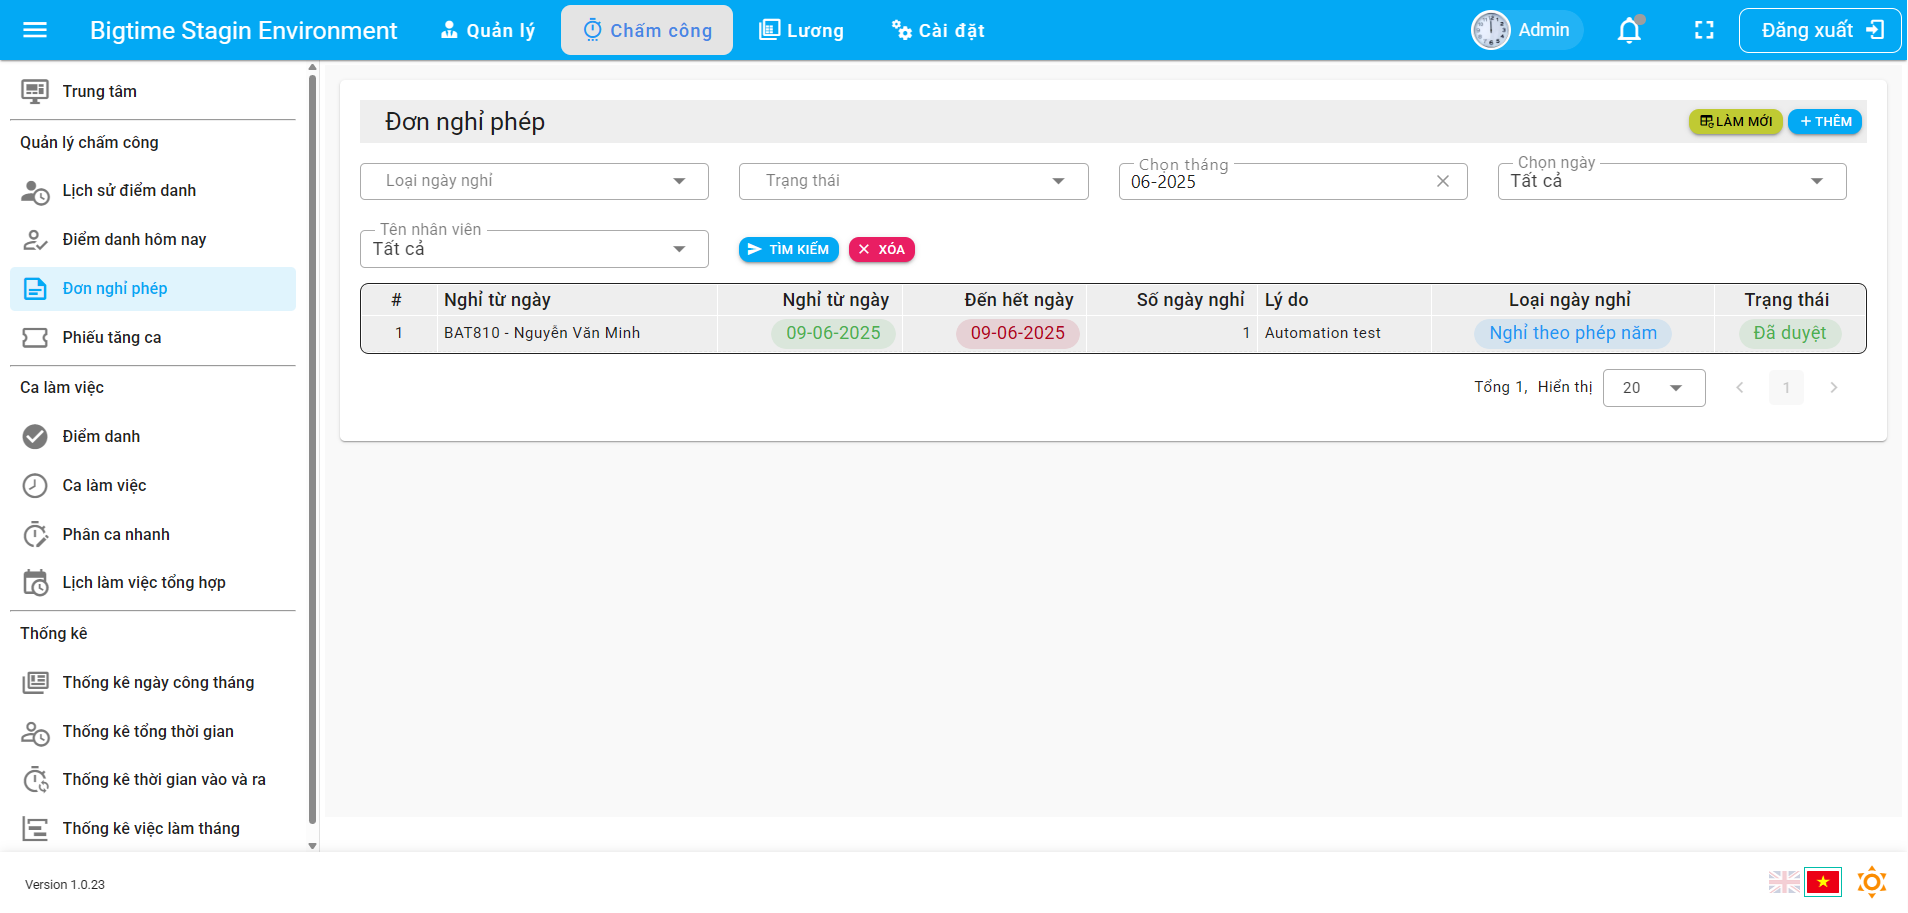 Bigtime Stagin Environment
Quản lý
Chấm công
Lương
Cài đặt
Admin
Đăng xuất
Trung tâm
Quản lý chấm công
Lịch sử điểm danh
Điểm danh hôm nay
Đơn nghỉ phép
Phiếu tăng ca
Ca làm việc
Điểm danh
Ca làm việc
Phân ca nhanh
Lịch làm việc tổng hợp
Thống kê
Thống kê ngày công tháng
Thống kê tổng thời gian
Thống kê thời gian vào và ra
Thống kê việc làm tháng
Đơn nghỉ phép
LÀM MỚI
THÊM
Loại ngày nghỉ
Trạng thái
Chọn tháng
06-2025
Chọn ngày
Tất cả
Tên nhân viên
Tất cả
TÌM KIẾM
XÓA
# Nghỉ từ ngày Nghỉ từ ngày Đến hết ngày Số ngày nghỉ Lý do Loại ngày nghỉ Trạng thái
1 BAT810 - Nguyễn Văn Minh 09-06-2025 09-06-2025 1 Automation test Nghỉ theo phép năm Đã duyệt
Tổng 1, Hiển thị 20 1
Version 1.0.23